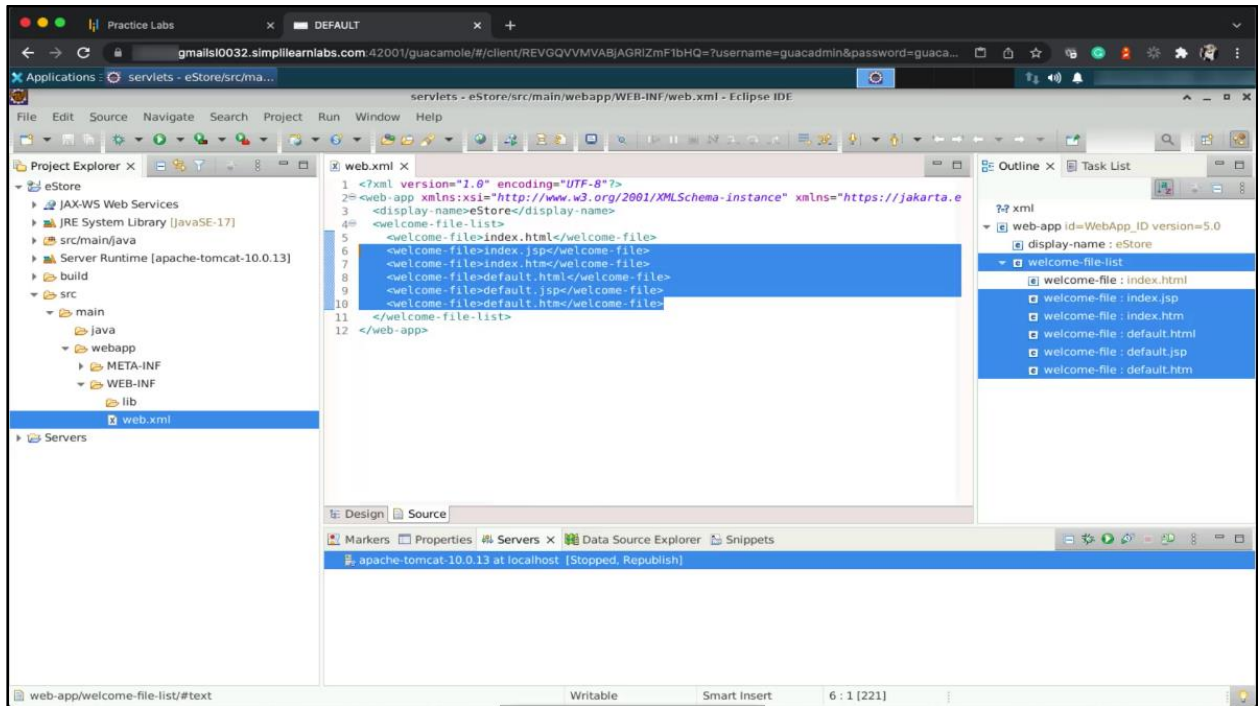 Practice Labs
DEFAULT
gmailsl0032.simplilearnlabs.com:42001/guacamole/#/client/REVGQVVMVABjAGRlZmF1bHQ=?username=guacadmin&password=guaca...
Applications : servlets - eStore/src/ma...
servlets - eStore/src/main/webapp/WEB-INF/web.xml - Eclipse IDE
File Edit Source Navigate Search Project Run Window Help
Project Explorer
eStore
JAX-WS Web Services
JRE System Library [JavaSE-17]
src/main/java
Server Runtime [apache-tomcat-10.0.13]
build
src
main
java
webapp
META-INF
WEB-INF
lib
web.xml
Servers
web.xml
1 <?xml version="1.0" encoding="UTF-8"?>
2 <web-app xmlns:xsi="http://www.w3.org/2001/XMLSchema-instance" xmlns="https://jakarta.e
3 <display-name>eStore</display-name>
4 <welcome-file-list>
5 <welcome-file>index.html</welcome-file>
6 <welcome-file>index.jsp</welcome-file>
7 <welcome-file>index.htm</welcome-file>
8 <welcome-file>default.html</welcome-file>
9 <welcome-file>default.jsp</welcome-file>
10 <welcome-file>default.htm</welcome-file>
11 </welcome-file-list>
12 </web-app>
Design Source
Outline Task List
?-? xml
web-app id=WebApp_ID version=5.0
display-name : eStore
welcome-file-list
welcome-file : index.html
welcome-file : index.jsp
welcome-file : index.htm
welcome-file : default.html
welcome-file : default.jsp
welcome-file : default.htm
Markers Properties Servers Data Source Explorer Snippets
apache-tomcat-10.0.13 at localhost [Stopped, Republish]
web-app/welcome-file-list/#text Writable Smart Insert 6 : 1 [221]